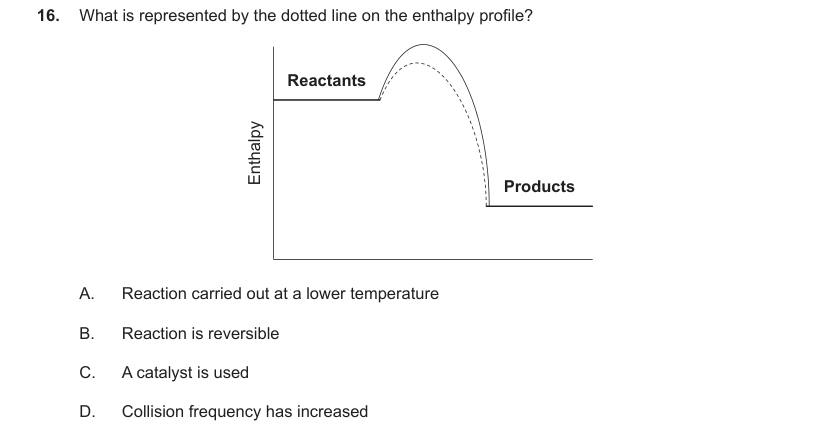 16. What is represented by the dotted line on the enthalpy profile?
Reactants
Enthalpy
Products
A. Reaction carried out at a lower temperature
B. Reaction is reversible
C. A catalyst is used
D. Collision frequency has increased